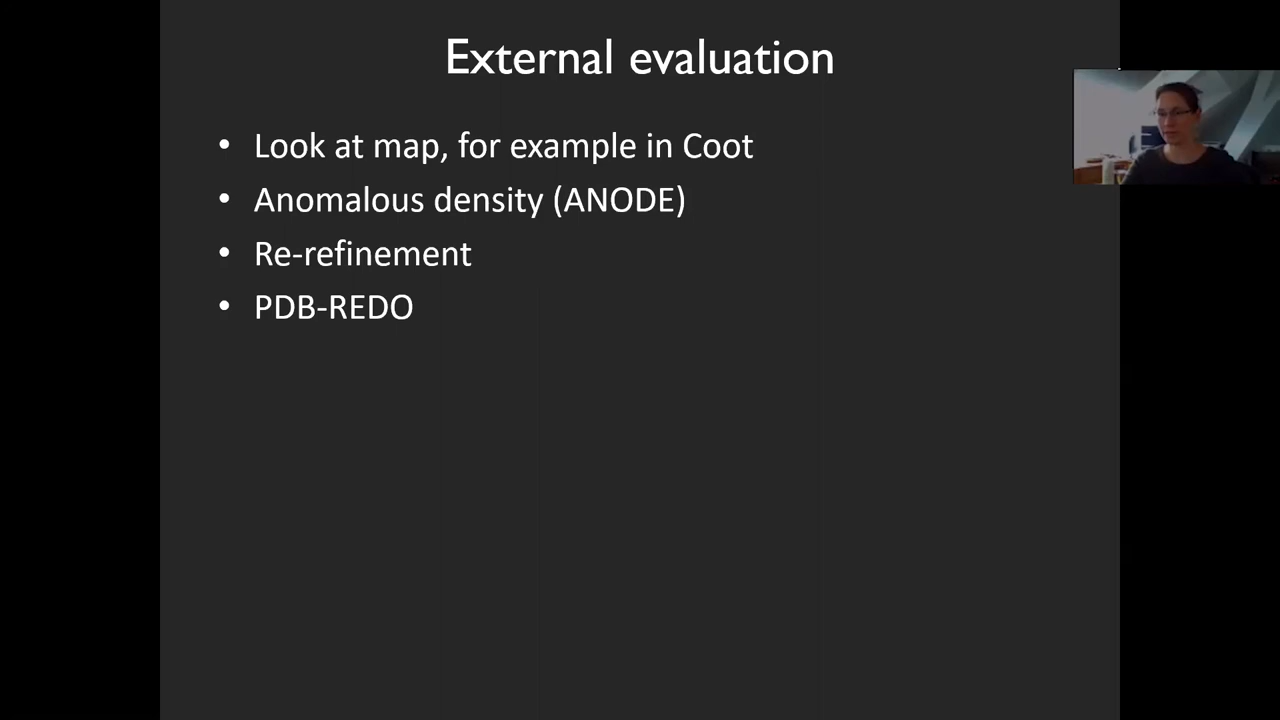 External evaluation
• Look at map, for example in Coot
• Anomalous density (ANODE)
• Re-refinement
• PDB-REDO